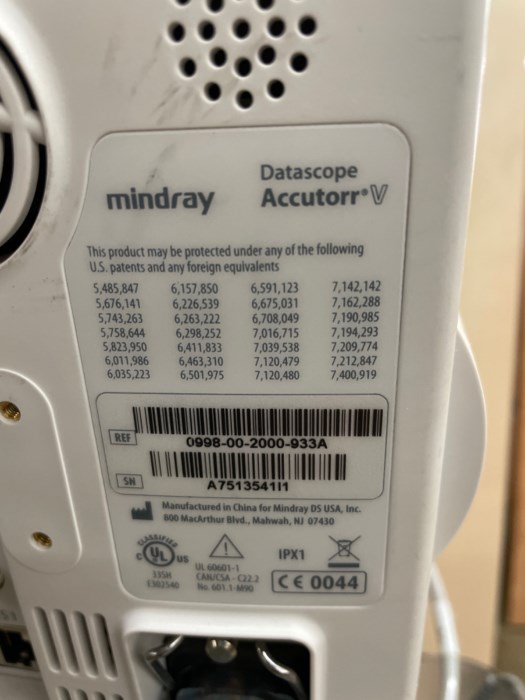 mindray
Datascope
Accutorr® V
This product may be protected under any of the following
U.S. patents and any foreign equivalents
5,485,847 6,157,850 6,591,123 7,142,142
5,676,141 6,226,539 6,675,031 7,162,288
5,743,263 6,263,222 6,708,049 7,190,985
5,758,644 6,298,252 7,016,715 7,194,293
5,823,950 6,411,833 7,039,538 7,209,774
6,011,986 6,463,310 7,120,479 7,212,847
6,035,223 6,501,975 7,120,480 7,400,919
REF
0998-00-2000-933A
SN
A7513541I1
Manufactured in China for Mindray DS USA, Inc.
800 MacArthur Blvd., Mahwah, NJ 07430
CLASSIFIED
C UL US
335H
E302540
UL 60601-1
CAN/CSA - C22.2
No. 601.1-M90
IPX1
CE 0044